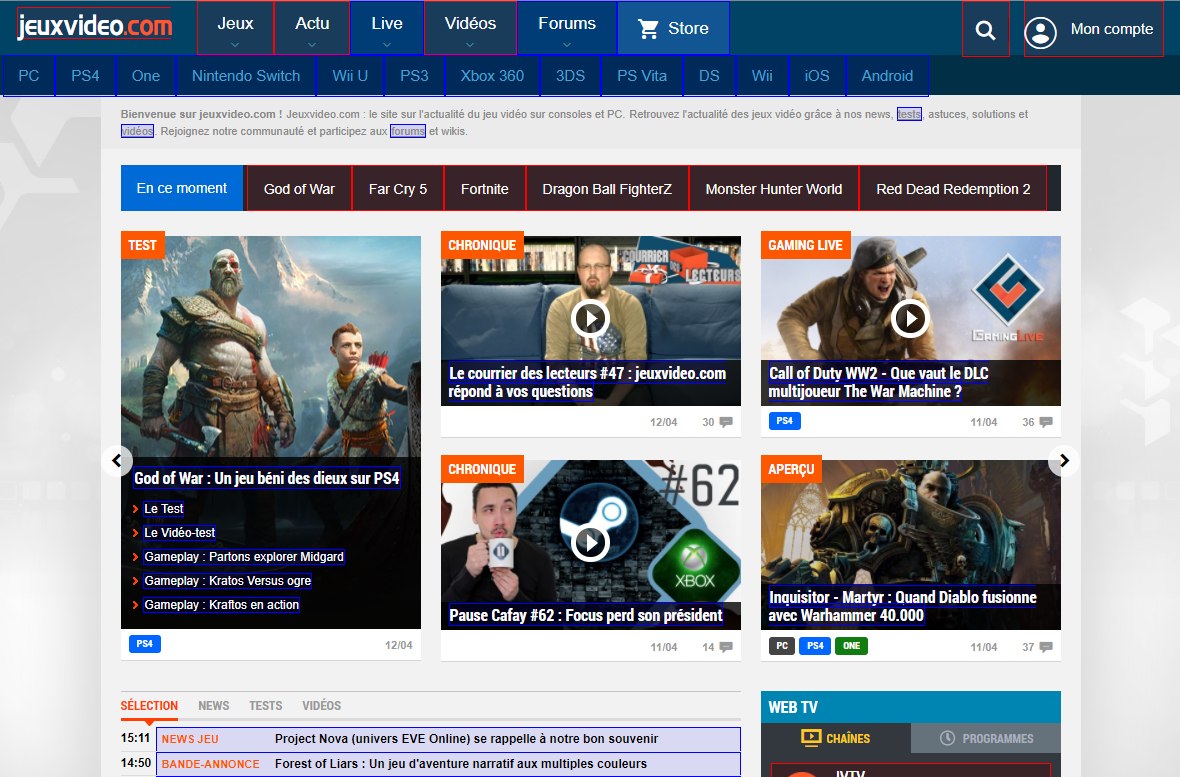 jeuxvideo.com
Jeux
Actu
Live
Vidéos
Forums
Store
Mon compte
PC
PS4
One
Nintendo Switch
Wii U
PS3
Xbox 360
3DS
PS Vita
DS
Wii
iOS
Android
Bienvenue sur jeuxvideo.com ! Jeuxvideo.com : le site sur l'actualité du jeu vidéo sur consoles et PC. Retrouvez l'actualité des jeux vidéo grâce à nos news, tests, astuces, solutions et
vidéos. Rejoignez notre communauté et participez aux forums et wikis.
En ce moment
God of War
Far Cry 5
Fortnite
Dragon Ball FighterZ
Monster Hunter World
Red Dead Redemption 2
TEST
God of War : Un jeu béni des dieux sur PS4
Le Test
Le Vidéo-test
Gameplay : Partons explorer Midgard
Gameplay : Kratos Versus ogre
Gameplay : Kraftos en action
PS4
12/04
CHRONIQUE
COURRIER
DES
LECTEURS
Le courrier des lecteurs #47 : jeuxvideo.com
répond à vos questions
12/04
30
GAMING LIVE
GAMING LIVE
Call of Duty WW2 - Que vaut le DLC
multijoueur The War Machine ?
PS4
11/04
36
CHRONIQUE
#62
XBOX
Pause Cafay #62 : Focus perd son président
11/04
14
APERÇU
Inquisitor - Martyr : Quand Diablo fusionne
avec Warhammer 40.000
PC
PS4
ONE
11/04
37
SÉLECTION
NEWS
TESTS
VIDÉOS
15:11
NEWS JEU
Project Nova (univers EVE Online) se rappelle à notre bon souvenir
14:50
BANDE-ANNONCE
Forest of Liars : Un jeu d'aventure narratif aux multiples couleurs
WEB TV
CHAÎNES
PROGRAMMES
JVTV